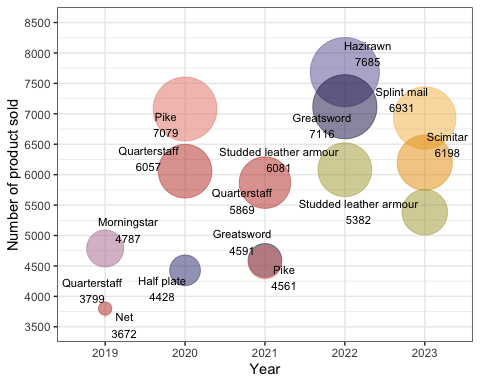 8500
8000
7500
7000
6500
6000
5500
5000
4500
4000
3500
Number of product sold
Hazirawn
7685
Splint mail
6931
Pike
7079
Greatsword
7116
Scimitar
6198
Quarterstaff
6057
Studded leather armour
6081
Quarterstaff
5869
Studded leather armour
5382
Morningstar
4787
Greatsword
4591
Pike
4561
Half plate
4428
Quarterstaff
3799
Net
3672
2019
2020
2021
2022
2023
Year